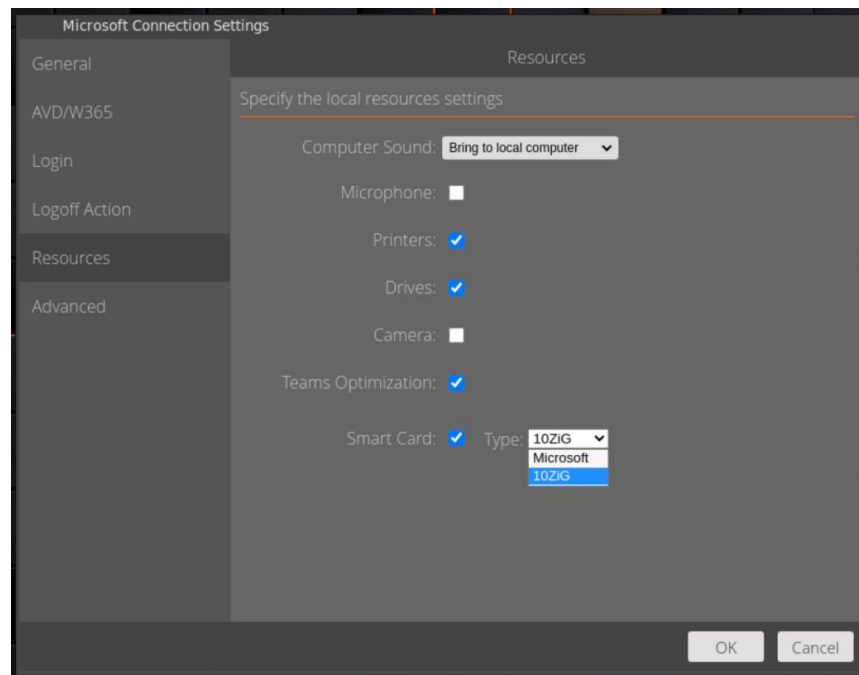 Microsoft Connection Settings
General
AVD/W365
Login
Logoff Action
Resources
Advanced
Resources
Specify the local resources settings
Computer Sound: Bring to local computer
Microphone:
Printers:
Drives:
Camera:
Teams Optimization:
Smart Card: Type: 10ZiG
Microsoft
10ZiG
OK Cancel